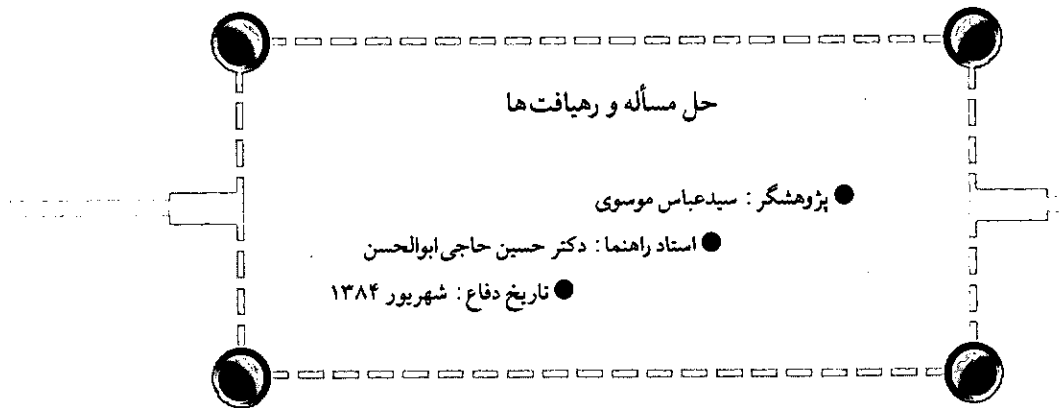 حل مسأله و رهیافت‌ها
● پژوهشگر : سیدعباس موسوی
● استاد راهنما : دکتر حسین حاجی‌ابوالحسن
● تاریخ دفاع : شهریور ۱۳۸۴